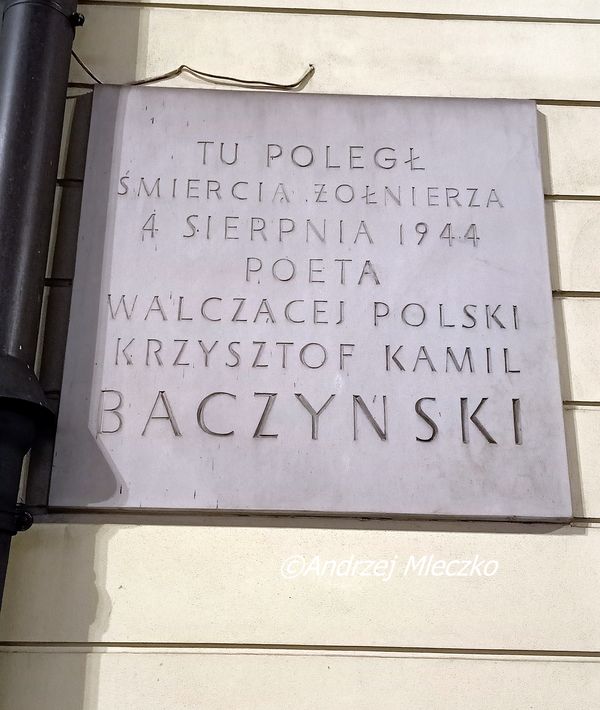 TU POLEGŁ
ŚMIERCIĄ ŻOŁNIERZA
4 SIERPNIA 1944
POETA
WALCZĄCEJ POLSKI
KRZYSZTOF KAMIL
BACZYŃSKI
©Andrzej Mleczko